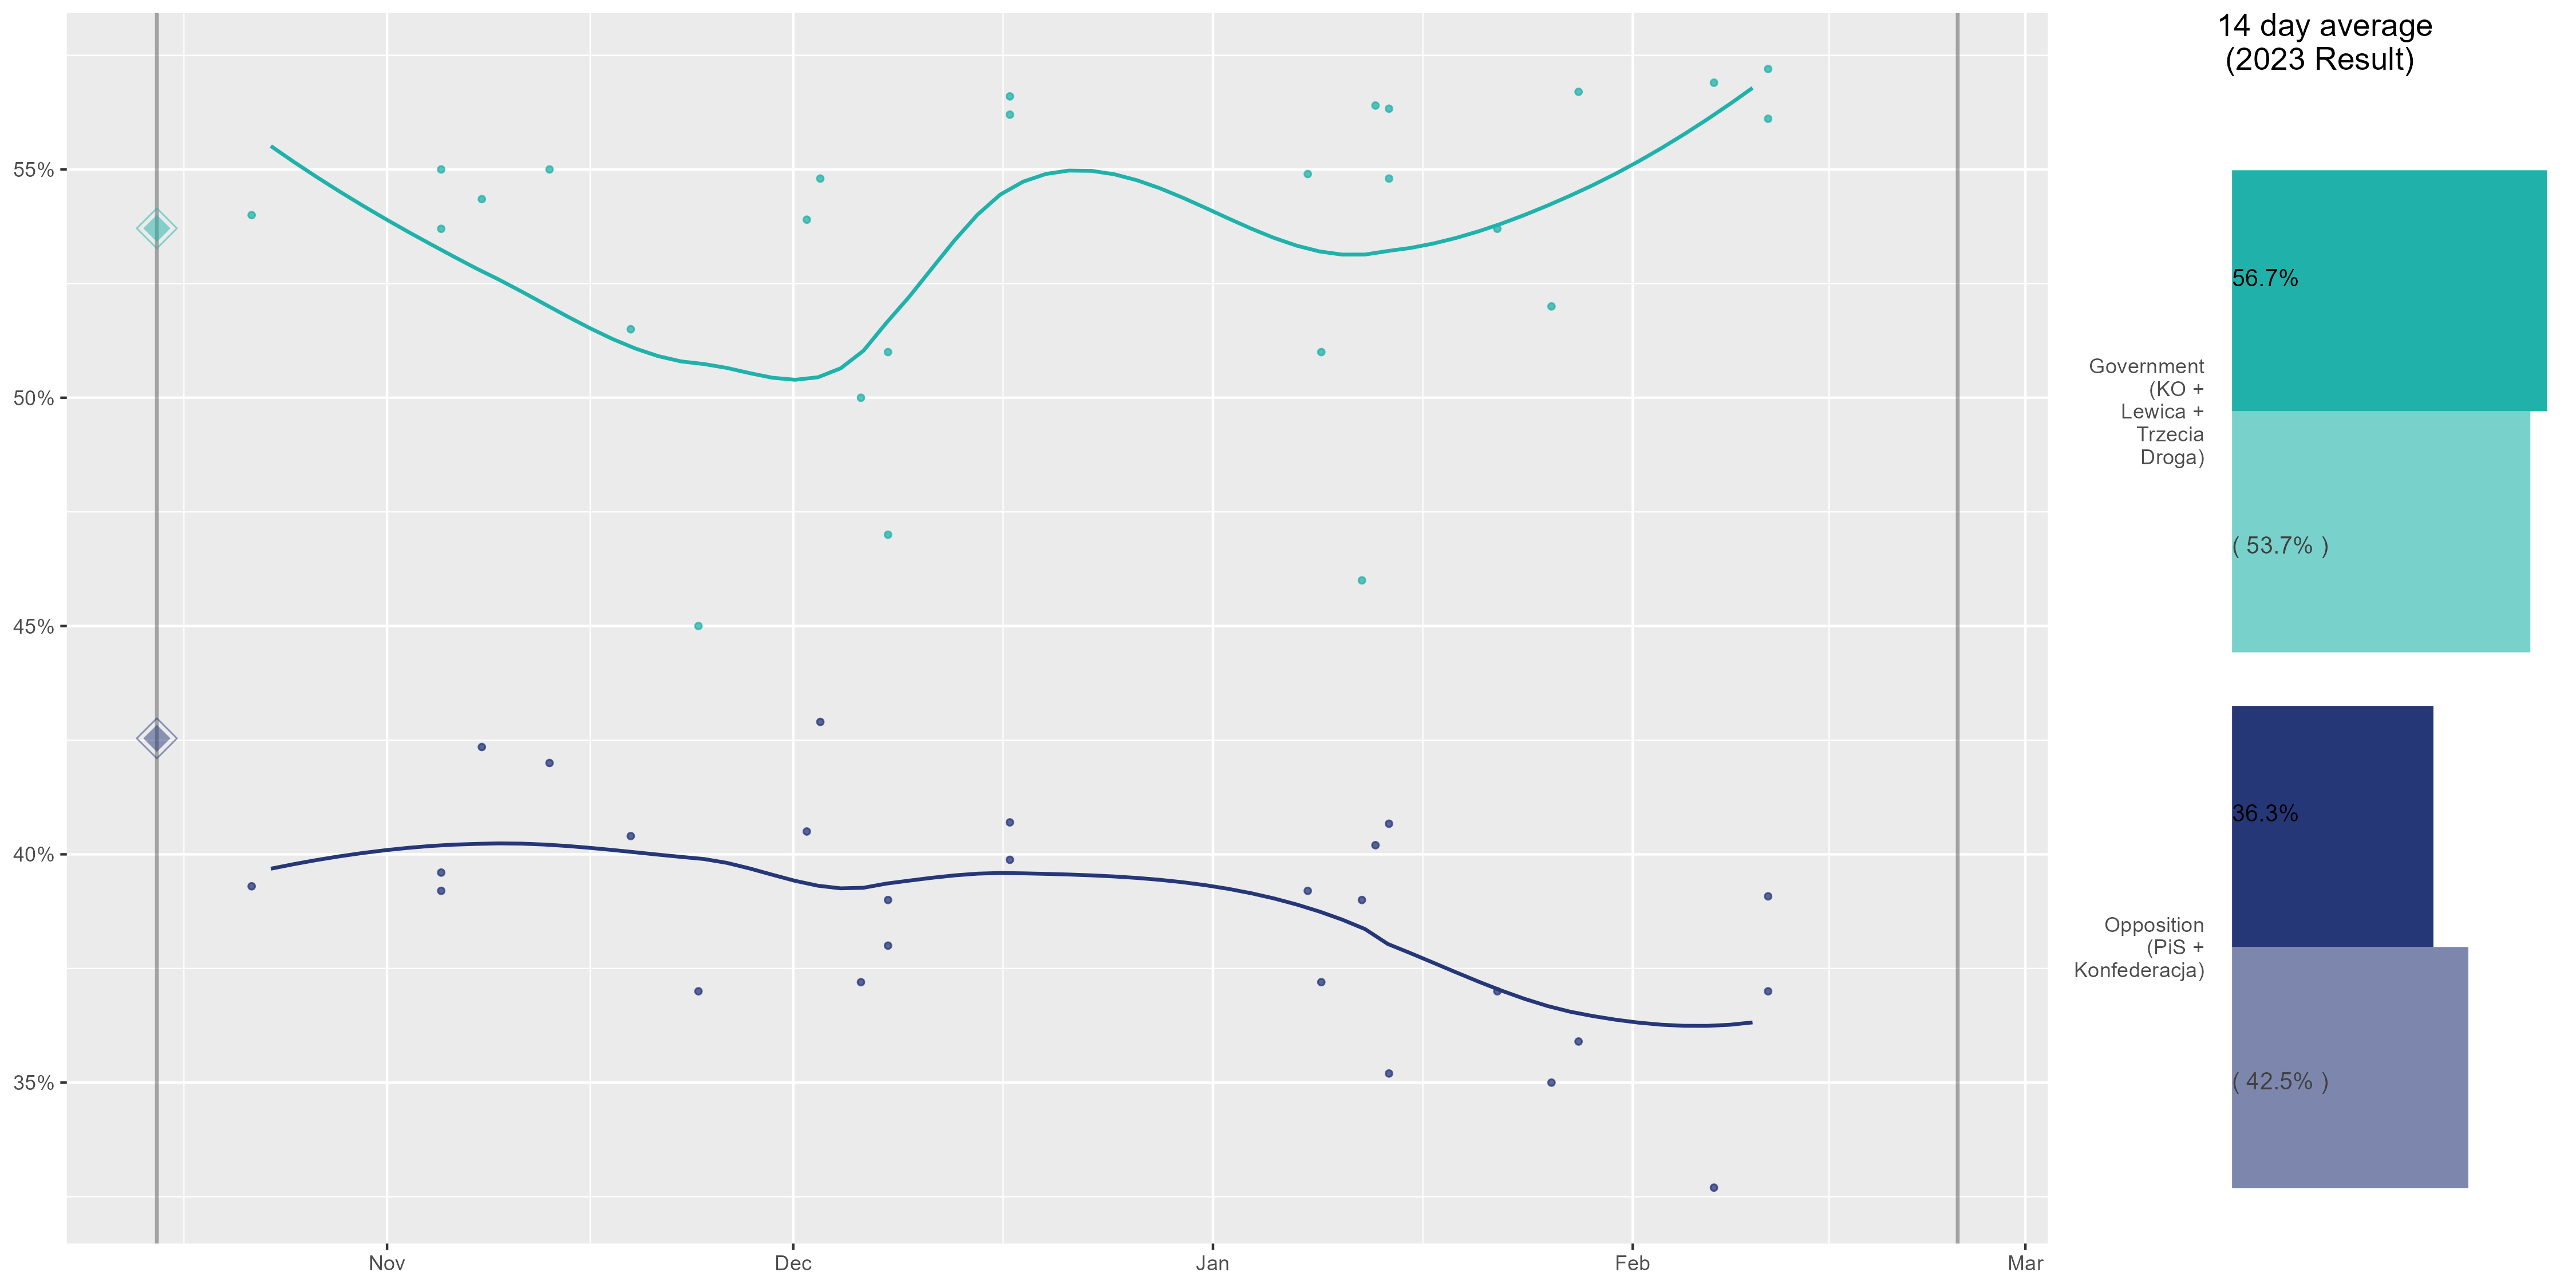 14 day average
(2023 Result)
55%
50%
45%
40%
35%
Nov
Dec
Jan
Feb
Mar
Government
(KO +
Lewica +
Trzecia
Droga)
56.7%
( 53.7% )
Opposition
(PiS +
Konfederacja)
36.3%
( 42.5% )